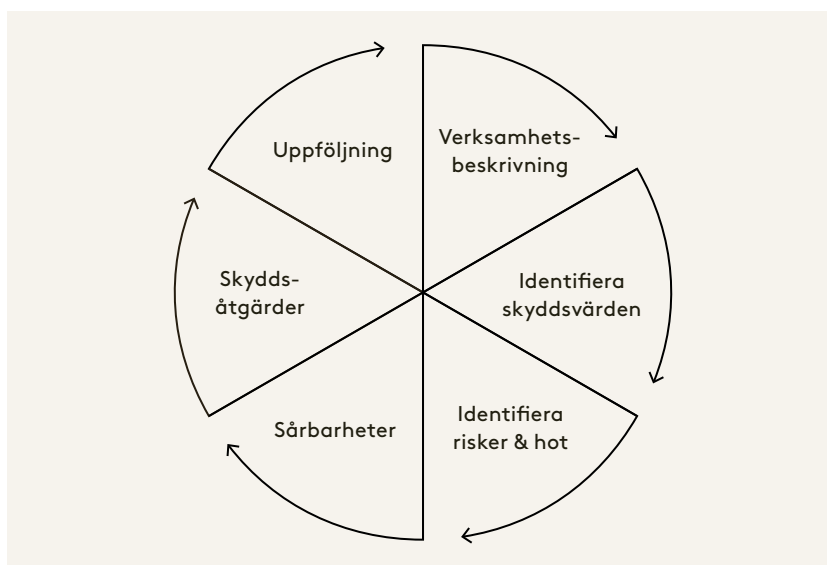 Uppföljning
Verksamhets-
beskrivning
Identifiera
skyddsvärden
Identifiera
risker & hot
Sårbarheter
Skydds-
åtgärder